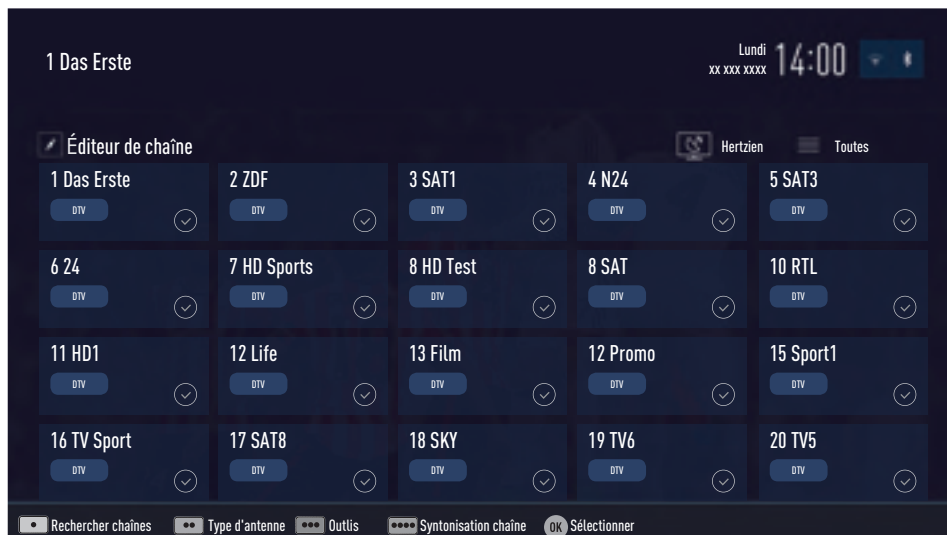 1 Das Erste
Lundi
xx xxx xxxx
14:00
Éditeur de chaîne
Hertzien
Toutes
1 Das Erste
2 ZDF
3 SAT1
4 N24
5 SAT3
DTV
DTV
DTV
DTV
DTV
6 24
7 HD Sports
8 HD Test
8 SAT
10 RTL
DTV
DTV
DTV
DTV
DTV
11 HD1
12 Life
13 Film
12 Promo
15 Sport1
DTV
DTV
DTV
DTV
DTV
16 TV Sport
17 SAT8
18 SKY
19 TV6
20 TV5
DTV
DTV
DTV
DTV
DTV
Rechercher chaînes
Type d'antenne
Outlis
Syntonisation chaîne
OK Sélectionner